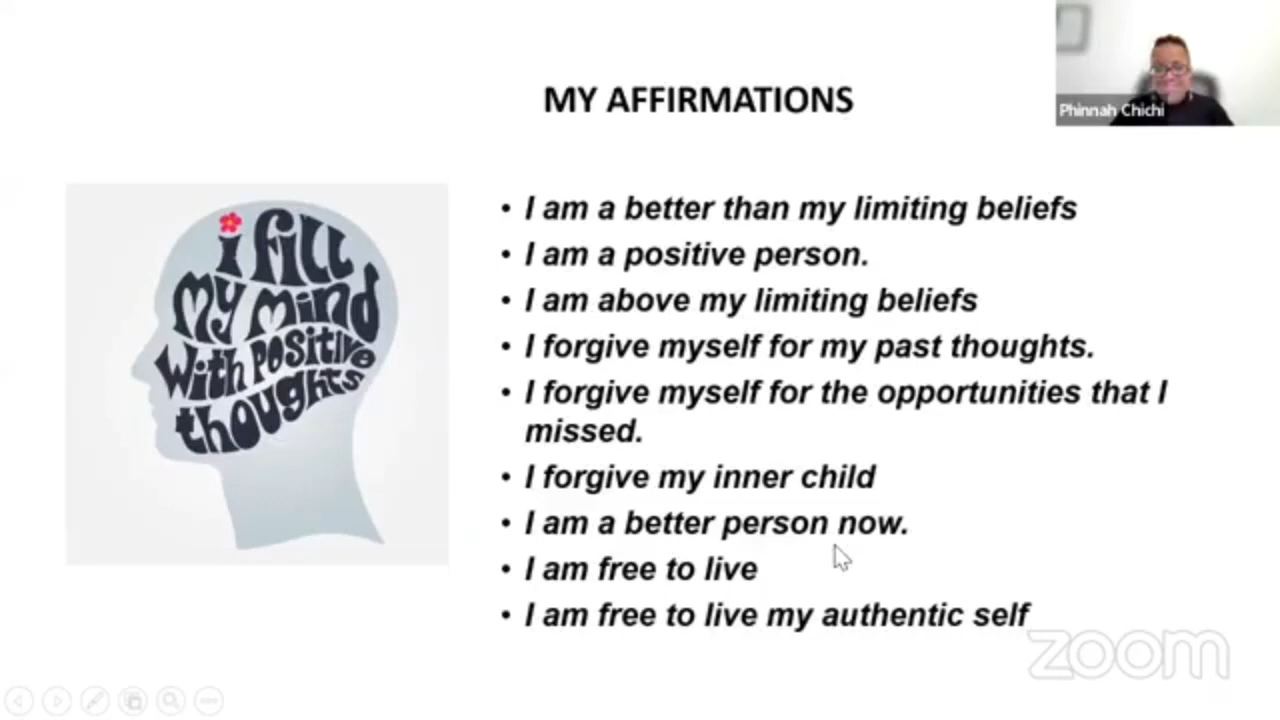 MY AFFIRMATIONS
Phinnah Chichi
i fill
my mind
with positive
thoughts
• I am a better than my limiting beliefs
• I am a positive person.
• I am above my limiting beliefs
• I forgive myself for my past thoughts.
• I forgive myself for the opportunities that I
missed.
• I forgive my inner child
• I am a better person now.
• I am free to live
• I am free to live my authentic self
zoom